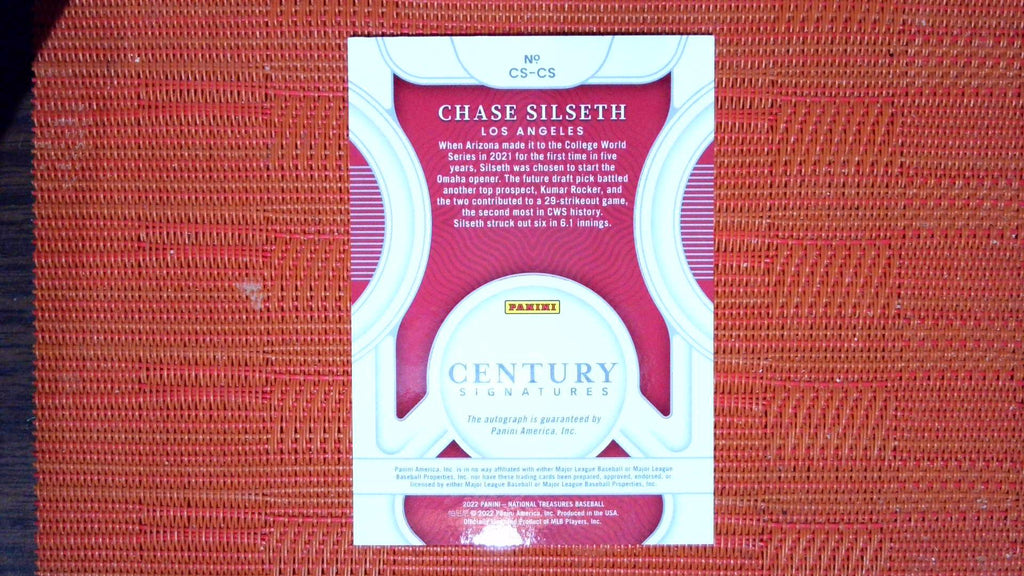 Nº
CS-CS
CHASE SILSETH
LOS ANGELES
When Arizona made it to the College World
Series in 2021 for the first time in five
years, Silseth was chosen to start the
Omaha opener. The future draft pick battled
another top prospect, Kumar Rocker, and
the two contributed to a 29-strikeout game,
the second most in CWS history.
Silseth struck out six in 6.1 innings.
PANINI
CENTURY
SIGNATURES
The autograph is guaranteed by
Panini America, Inc.
Panini America, Inc. is in no way affiliated with either Major League Baseball or Major League
Baseball Properties, Inc. nor have these trading cards been prepared, approved, endorsed, or
licensed by either Major League Baseball or Major League Baseball Properties, Inc.
2022 PANINI – NATIONAL TREASURES BASEBALL
© 2022 Panini America, Inc. Produced in the USA.
Officially Licensed Product of MLB Players, Inc.